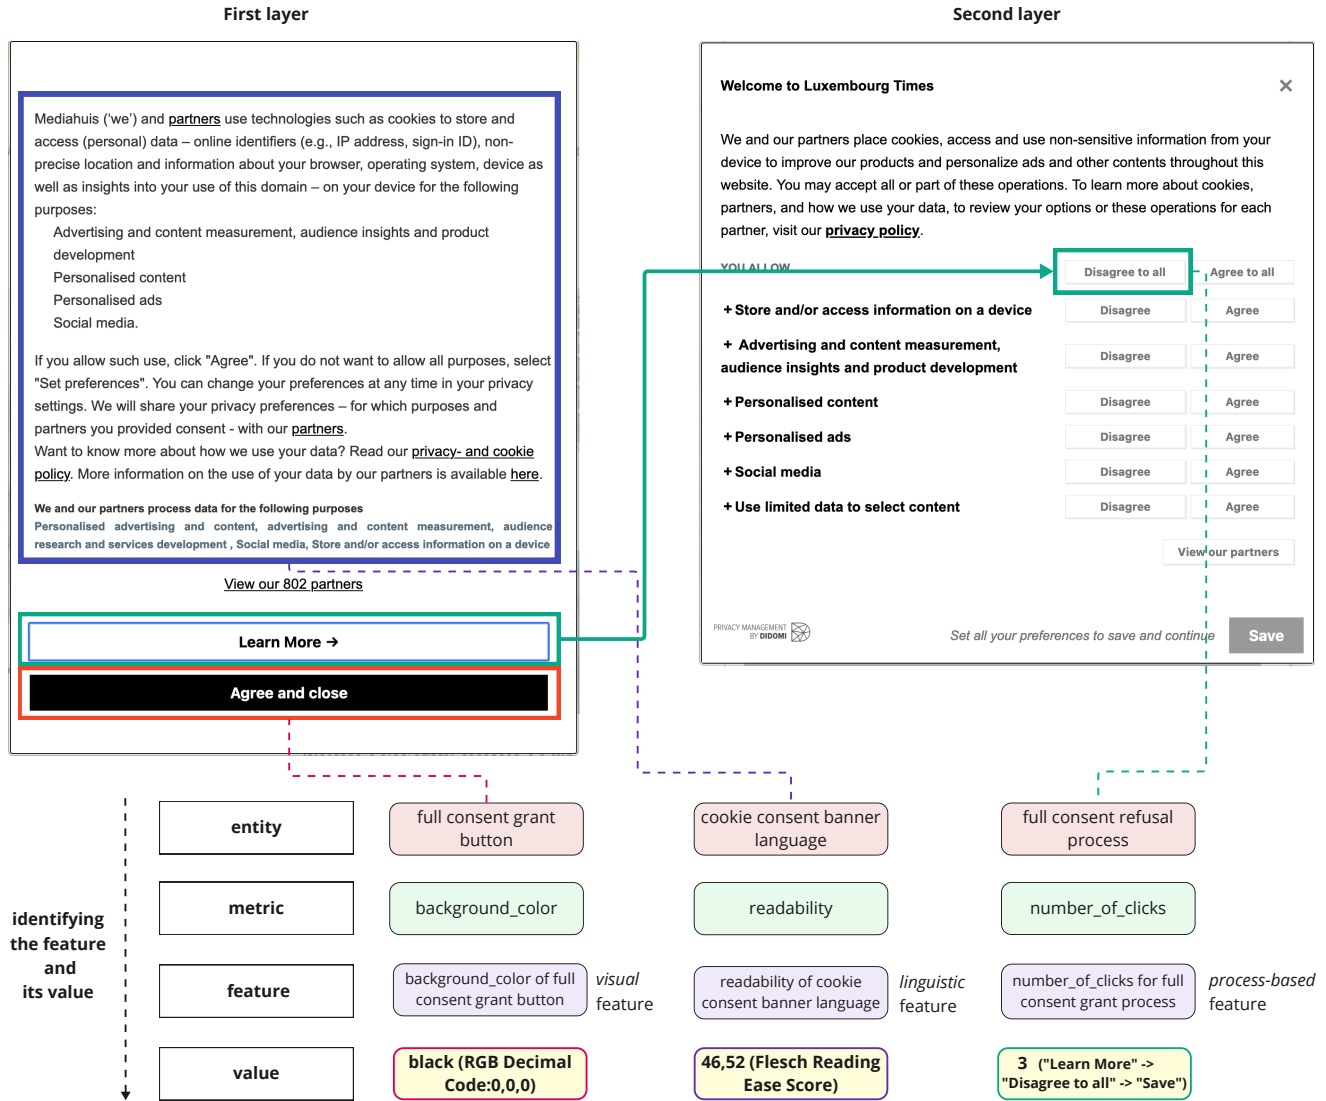 First layer
Second layer
Mediahuis (‘we’) and partners use technologies such as cookies to store and
access (personal) data – online identifiers (e.g., IP address, sign-in ID), non-
precise location and information about your browser, operating system, device as
well as insights into your use of this domain – on your device for the following
purposes:
Advertising and content measurement, audience insights and product
development
Personalised content
Personalised ads
Social media.
If you allow such use, click "Agree". If you do not want to allow all purposes, select
"Set preferences". You can change your preferences at any time in your privacy
settings. We will share your privacy preferences – for which purposes and
partners you provided consent - with our partners.
Want to know more about how we use your data? Read our privacy- and cookie
policy. More information on the use of your data by our partners is available here.
We and our partners process data for the following purposes
Personalised advertising and content, advertising and content measurement, audience
research and services development , Social media, Store and/or access information on a device
View our 802 partners
Learn More →
Agree and close
Welcome to Luxembourg Times
We and our partners place cookies, access and use non-sensitive information from your
device to improve our products and personalize ads and other contents throughout this
website. You may accept all or part of these operations. To learn more about cookies,
partners, and how we use your data, to review your options or these operations for each
partner, visit our privacy policy.
YOU ALLOW
Disagree to all
Agree to all
+ Store and/or access information on a device
Disagree
Agree
+ Advertising and content measurement,
audience insights and product development
Disagree
Agree
+ Personalised content
Disagree
Agree
+ Personalised ads
Disagree
Agree
+ Social media
Disagree
Agree
+ Use limited data to select content
Disagree
Agree
View our partners
PRIVACY MANAGEMENT
BY DIDOMI
Set all your preferences to save and continue
Save
identifying
the feature
and
its value
entity
full consent grant
button
cookie consent banner
language
full consent refusal
process
metric
background_color
readability
number_of_clicks
feature
background_color of full
consent grant button
visual
feature
readability of cookie
consent banner language
linguistic
feature
number_of_clicks for full
consent grant process
process-based
feature
value
black (RGB Decimal
Code:0,0,0)
46,52 (Flesch Reading
Ease Score)
3 ("Learn More" ->
"Disagree to all" -> "Save")